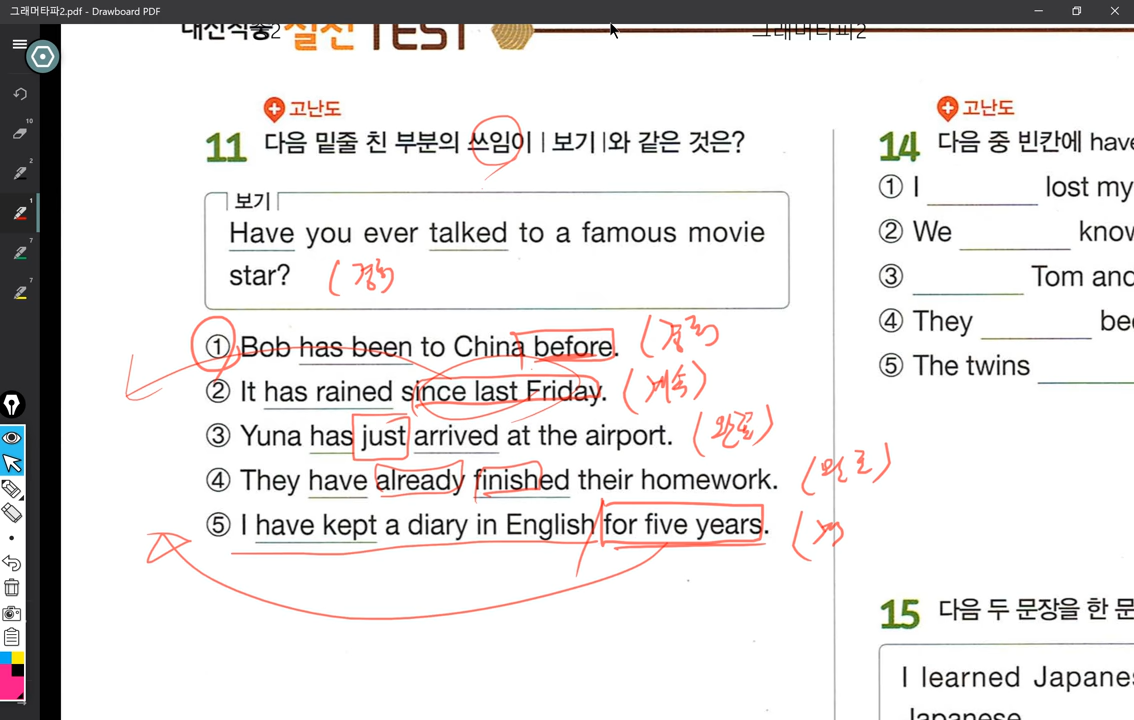 그래머타파2.pdf - Drawboard PDF
실전 TEST
그래머타파2
고난도
11 다음 밑줄 친 부분의 쓰임이 | 보기 |와 같은 것은?
보기
Have you ever talked to a famous movie
star? (경험
① Bob has been to China before. (경험)
② It has rained since last Friday. (계속)
③ Yuna has just arrived at the airport. (완료)
④ They have already finished their homework. (완료)
⑤ I have kept a diary in English for five years.
고난도
14 다음 중 빈칸에 have
① I lost my
② We know
③ Tom and
④ They bee
⑤ The twins
15 다음 두 문장을 한 문
I learned Japanes
Japanese